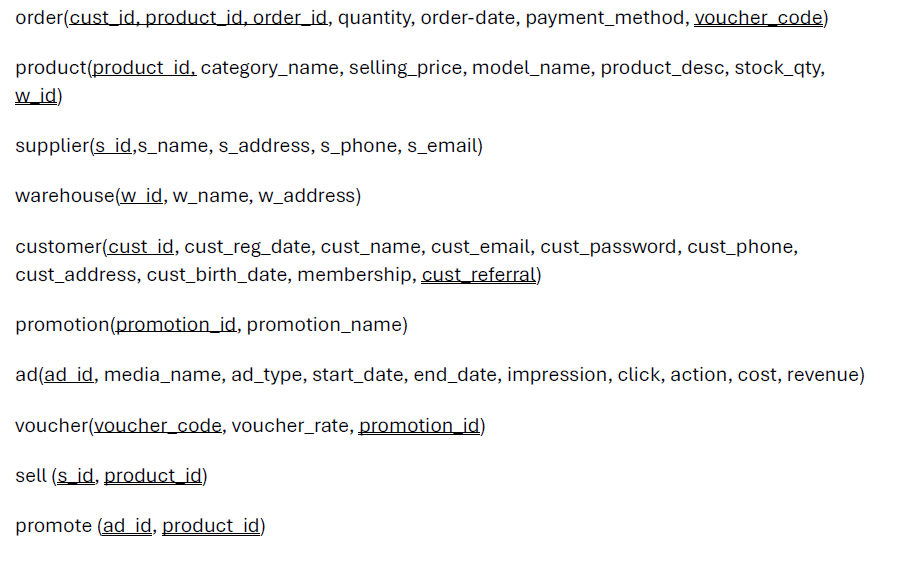 order(cust_id, product_id, order_id, quantity, order-date, payment_method, voucher_code)
product(product_id, category_name, selling_price, model_name, product_desc, stock_qty,
w_id)
supplier(s_id,s_name, s_address, s_phone, s_email)
warehouse(w_id, w_name, w_address)
customer(cust_id, cust_reg_date, cust_name, cust_email, cust_password, cust_phone,
cust_address, cust_birth_date, membership, cust_referral)
promotion(promotion_id, promotion_name)
ad(ad_id, media_name, ad_type, start_date, end_date, impression, click, action, cost, revenue)
voucher(voucher_code, voucher_rate, promotion_id)
sell (s_id, product_id)
promote (ad_id, product_id)